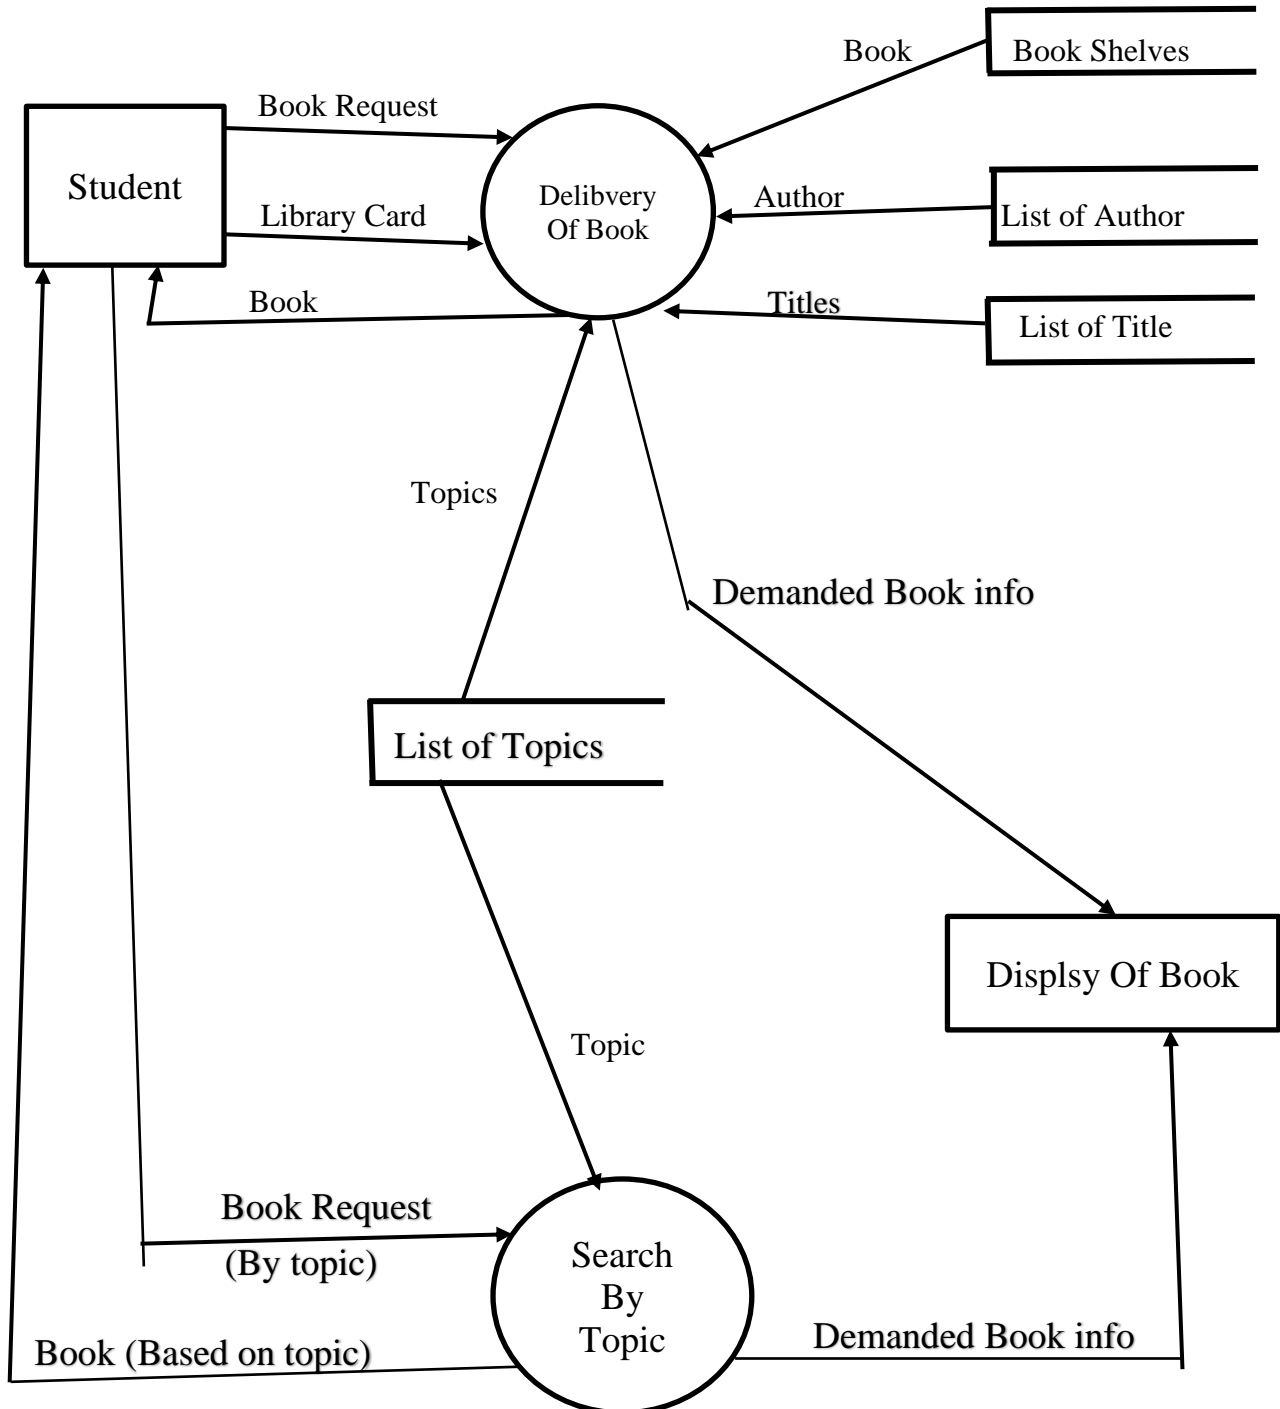 Book
Book Shelves
Book Request
Student
Library Card
Delibvery
Of Book
Author
List of Author
Book
Titles
List of Title
Topics
Demanded Book info
List of Topics
Displsy Of Book
Topic
Book Request
(By topic)
Search
By
Topic
Book (Based on topic)
Demanded Book info